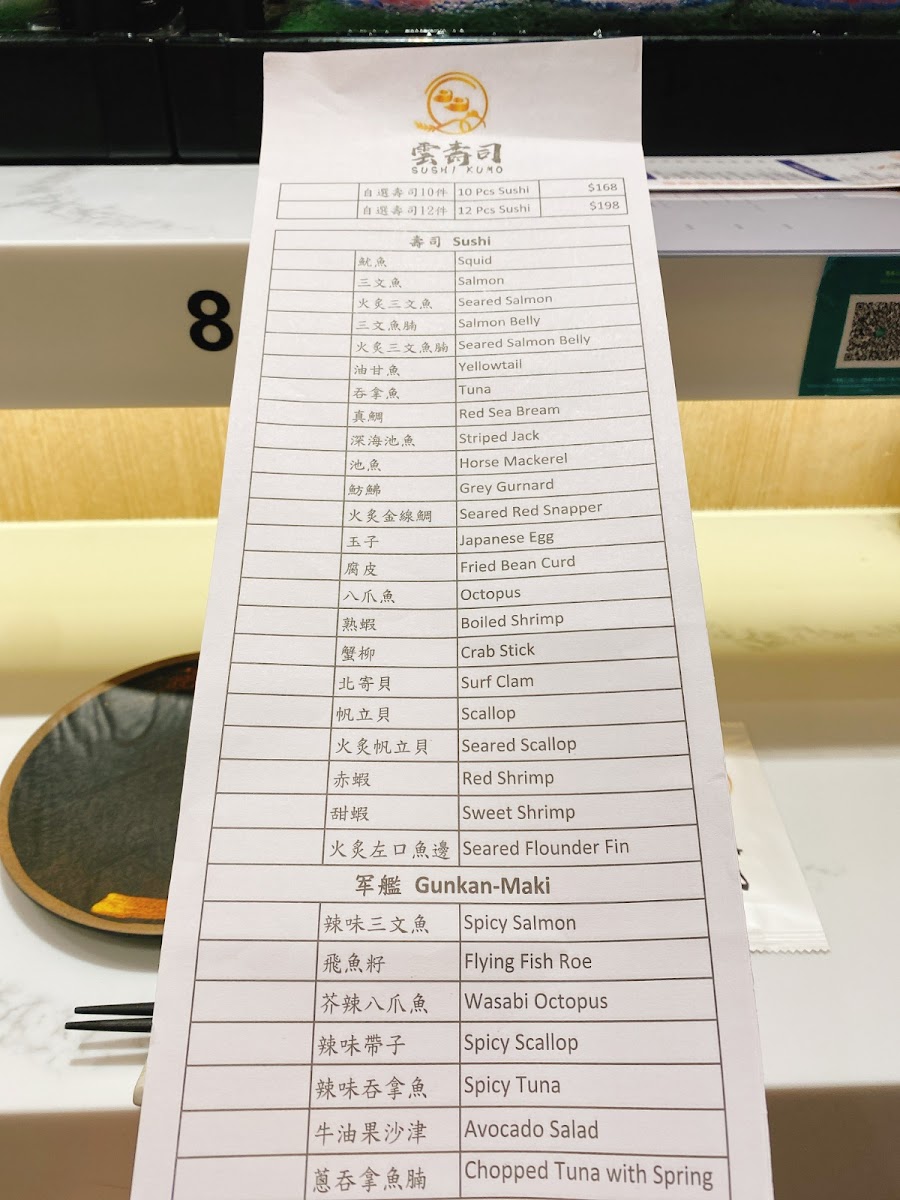 雲壽司
SUSHI KUMO
自選壽司10件 10 Pcs Sushi $168
自選壽司12件 12 Pcs Sushi $198
壽司 Sushi
魷魚 Squid
三文魚 Salmon
火炙三文魚 Seared Salmon
三文魚腩 Salmon Belly
火炙三文魚腩 Seared Salmon Belly
油甘魚 Yellowtail
吞拿魚 Tuna
真鯛 Red Sea Bream
深海池魚 Striped Jack
池魚 Horse Mackerel
魴鮄 Grey Gurnard
火炙金線鯛 Seared Red Snapper
玉子 Japanese Egg
腐皮 Fried Bean Curd
八爪魚 Octopus
熟蝦 Boiled Shrimp
蟹柳 Crab Stick
北寄貝 Surf Clam
帆立貝 Scallop
火炙帆立貝 Seared Scallop
赤蝦 Red Shrimp
甜蝦 Sweet Shrimp
火炙左口魚邊 Seared Flounder Fin
军艦 Gunkan-Maki
辣味三文魚 Spicy Salmon
飛魚籽 Flying Fish Roe
芥辣八爪魚 Wasabi Octopus
辣味帶子 Spicy Scallop
辣味吞拿魚 Spicy Tuna
牛油果沙津 Avocado Salad
蔥吞拿魚腩 Chopped Tuna with Spring
8